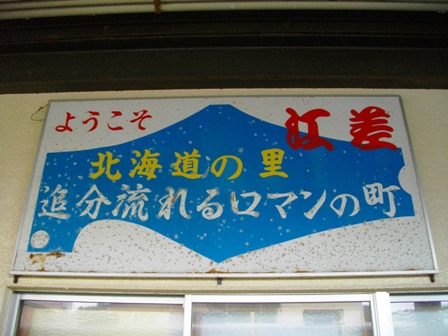 ようこそ 江差
北海道の里
追分流れるロマンの町